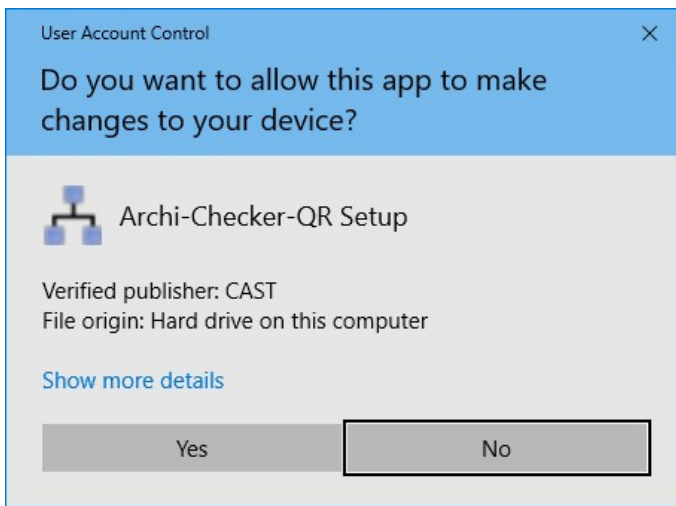 User Account Control
Do you want to allow this app to make
changes to your device?
Archi-Checker-QR Setup
Verified publisher: CAST
File origin: Hard drive on this computer
Show more details
Yes
No